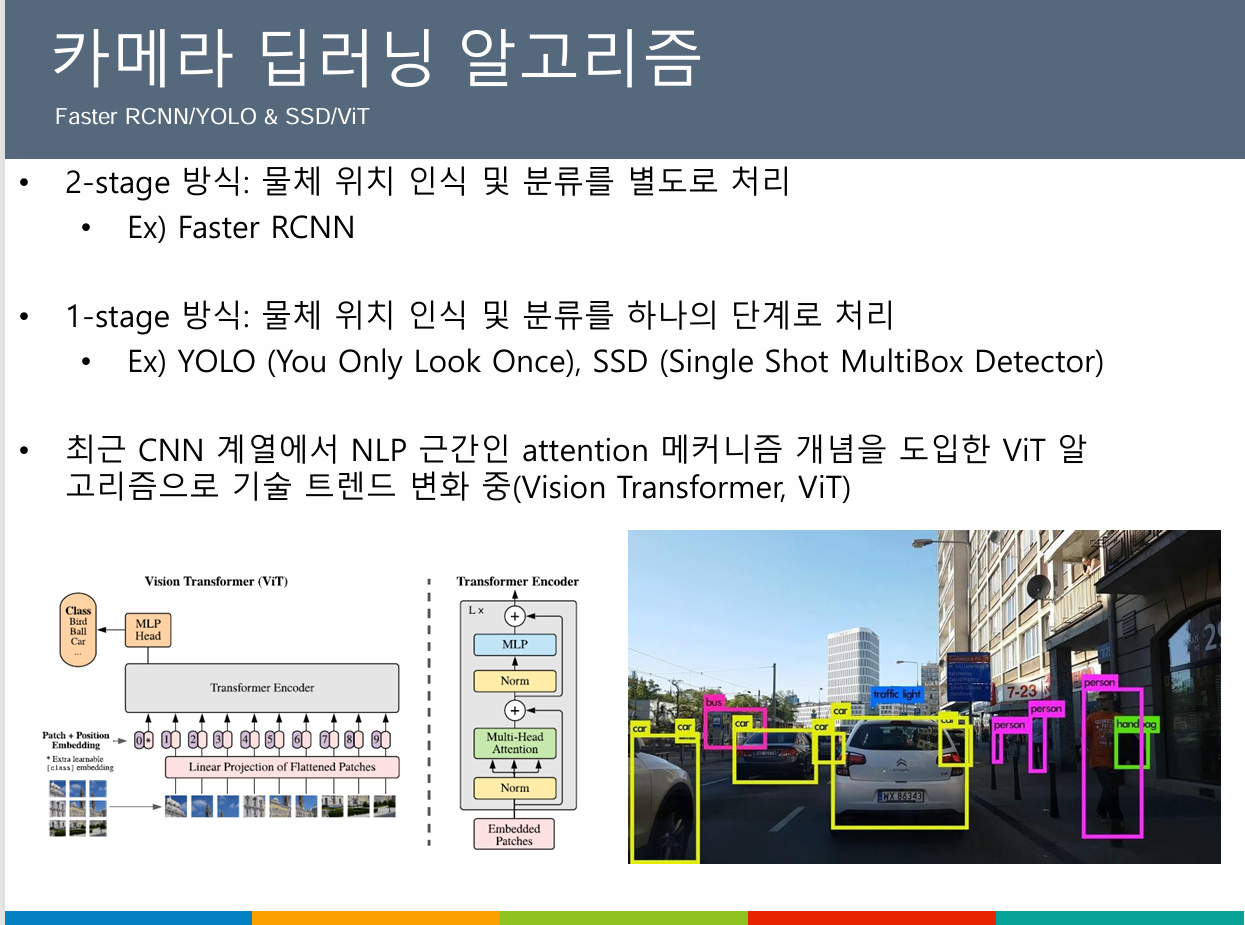 카메라 딥러닝 알고리즘
Faster RCNN/YOLO & SSD/ViT
• 2-stage 방식: 물체 위치 인식 및 분류를 별도로 처리
• Ex) Faster RCNN
• 1-stage 방식: 물체 위치 인식 및 분류를 하나의 단계로 처리
• Ex) YOLO (You Only Look Once), SSD (Single Shot MultiBox Detector)
• 최근 CNN 계열에서 NLP 근간인 attention 메커니즘 개념을 도입한 ViT 알
고리즘으로 기술 트렌드 변화 중(Vision Transformer, ViT)
Vision Transformer (ViT)
Class
Bird
Ball
Car
...
MLP
Head
Transformer Encoder
Patch + Position
Embedding
* Extra learnable
[class] embedding
0 * 1 2 3 4 5 6 7 8 9
Linear Projection of Flattened Patches
Transformer Encoder
L x
+
MLP
Norm
+
Multi-Head
Attention
Norm
Embedded
Patches
car
car
bus
car
car
car
traffic light
car
person
person
person
handbag
7-23
WX 86343